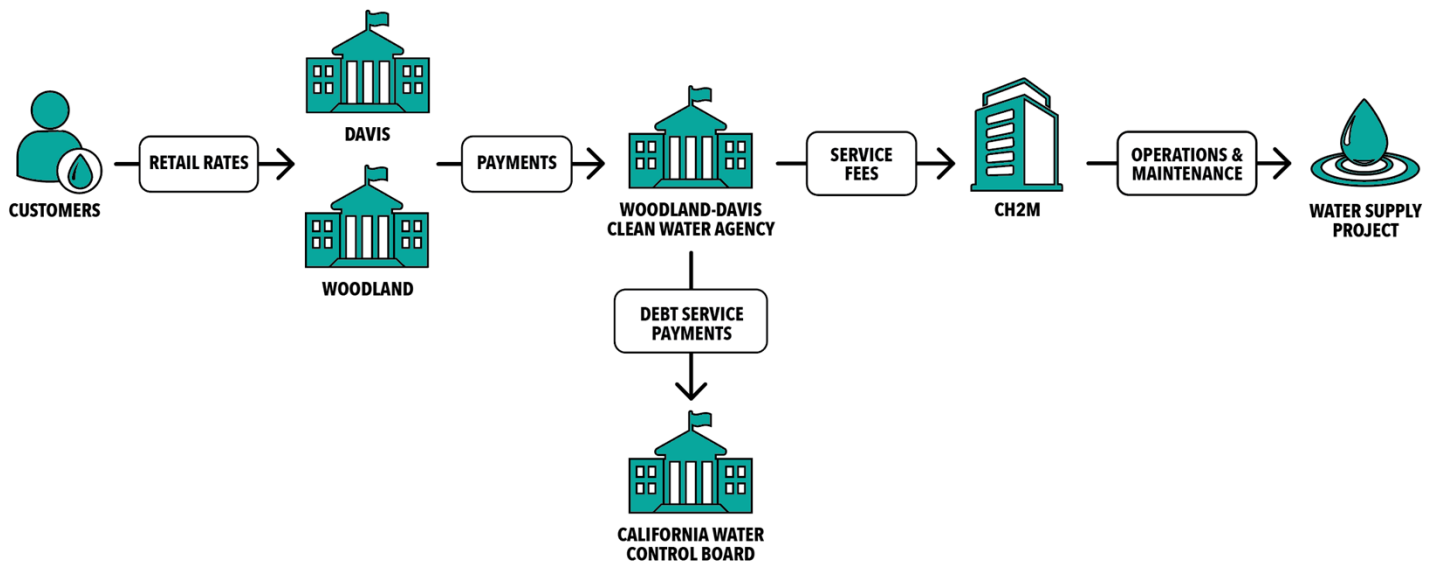 CUSTOMERS
RETAIL RATES
DAVIS
WOODLAND
PAYMENTS
WOODLAND-DAVIS
CLEAN WATER AGENCY
SERVICE
FEES
CH2M
OPERATIONS &
MAINTENANCE
WATER SUPPLY
PROJECT
DEBT SERVICE
PAYMENTS
CALIFORNIA WATER
CONTROL BOARD